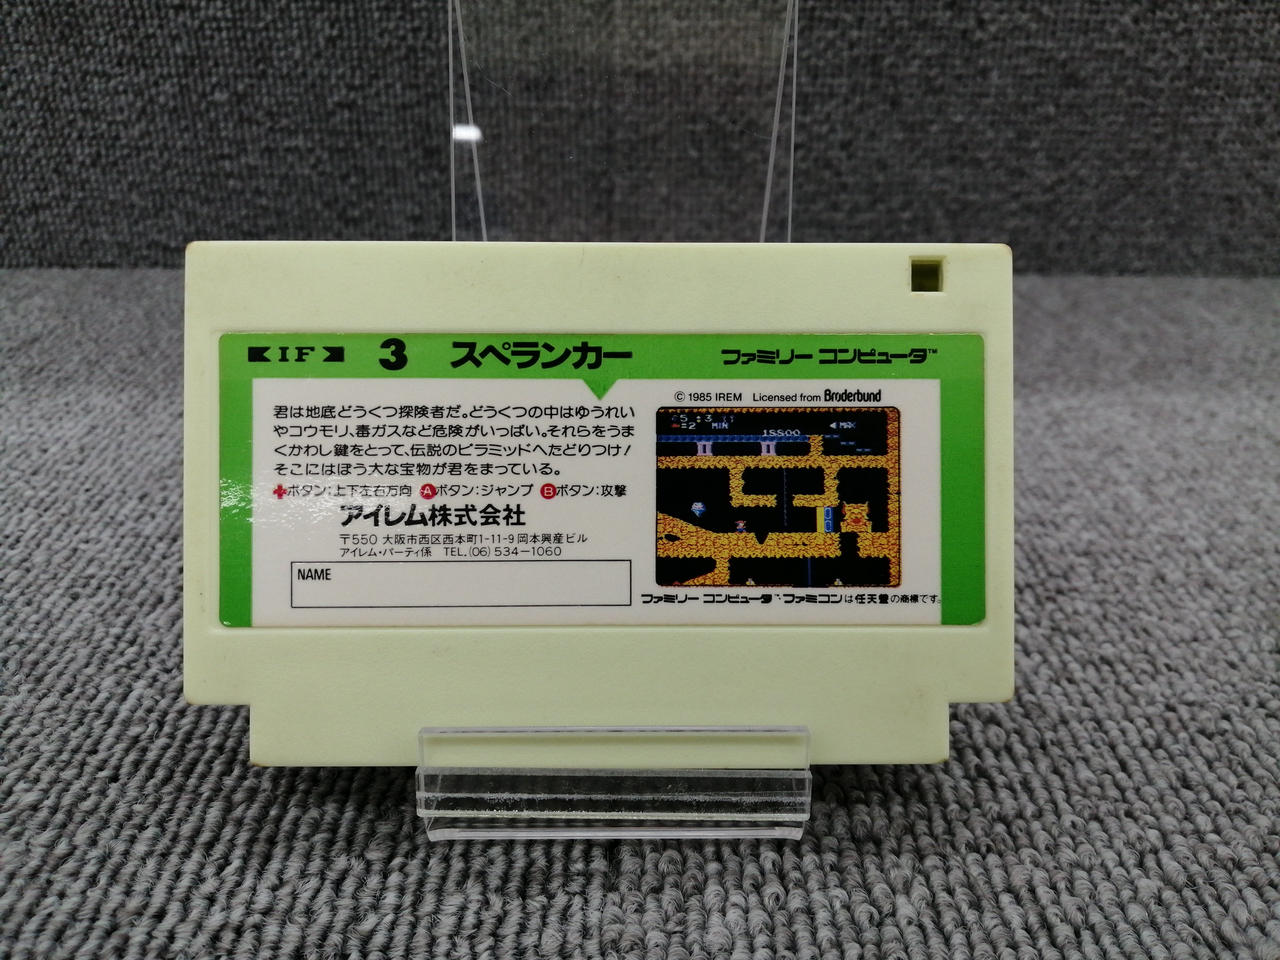 IF 3 スペランカー ファミリー コンピュータ™
君は地底どうくつ探険者だ。どうくつの中はゆうれい
やコウモリ、毒ガスなど危険がいっぱい。それらをうま
くかわし鍵をとって、伝説のピラミッドへたどりつけ!
そこにはぼう大な宝物が君をまっている。
✚ボタン:上下左右方向 Aボタン:ジャンプ Bボタン:攻撃
アイレム株式会社
〒550 大阪市西区西本町1-11-9 岡本興産ビル
アイレム・パーティ係 TEL.(06)534-1060
NAME
© 1985 IREM Licensed from Brøderbund
=2 MIN
18800
MAX
ファミリー コンピュータ™・ファミコンは任天堂の商標です。